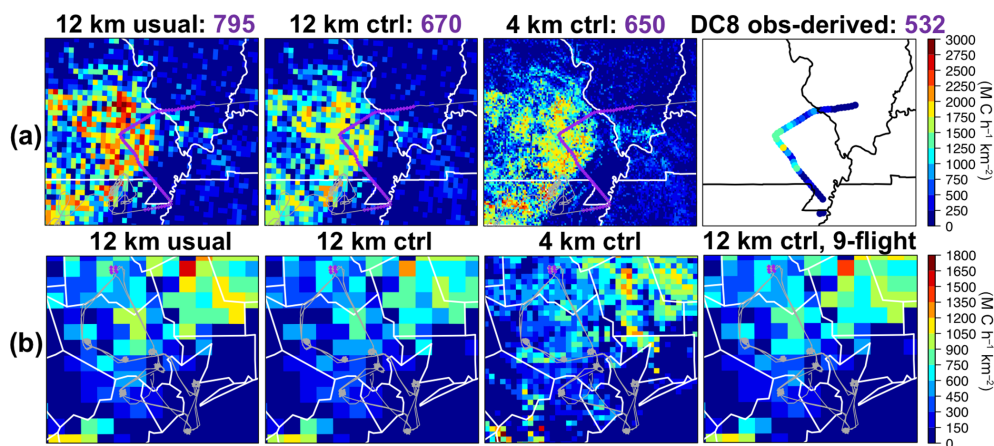 12 km usual: 795
12 km ctrl: 670
4 km ctrl: 650
DC8 obs-derived: 532
(a)
3000
2750
2500
2250
2000
1750
1500
1250
1000
750
500
250
0
(M C h⁻¹ km⁻²)
12 km usual
12 km ctrl
4 km ctrl
12 km ctrl, 9-flight
(b)
1800
1650
1500
1350
1200
1050
900
750
600
450
300
150
0
(M C h⁻¹ km⁻²)